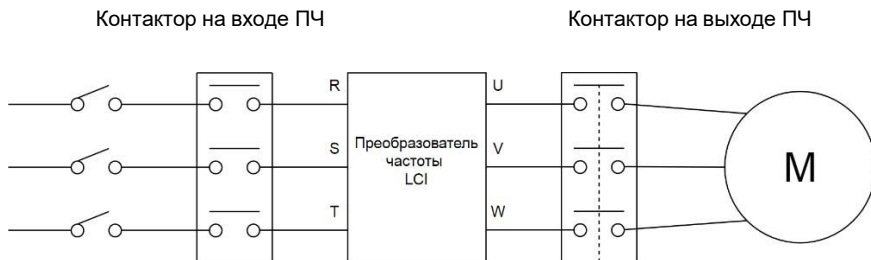 Контактор на входе ПЧ
Контактор на выходе ПЧ
R
U
S
Преобразователь
частоты
LCI
V
M
T
W